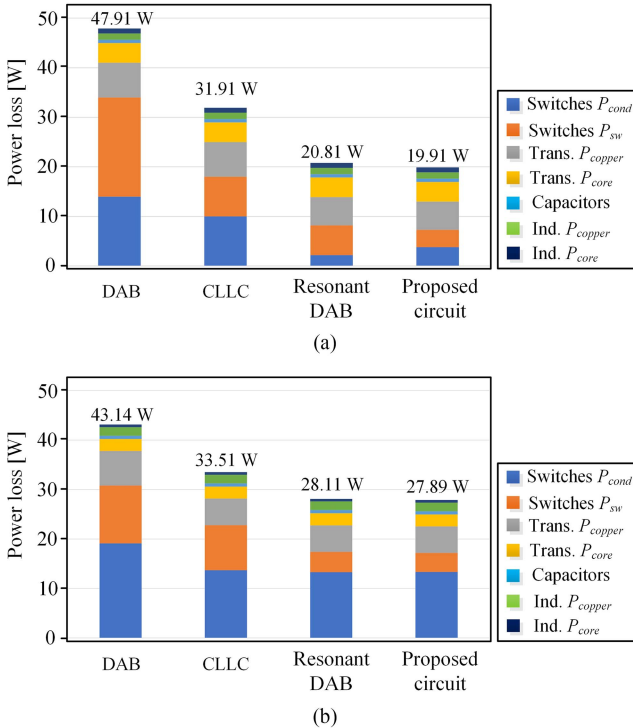 Power loss [W]
50
40
30
20
10
0
47.91 W
31.91 W
20.81 W
19.91 W
DAB
CLLC
Resonant
DAB
Proposed
circuit
Switches Pcond
Switches Psw
Trans. Pcopper
Trans. Pcore
Capacitors
Ind. Pcopper
Ind. Pcore
(a)
Power loss [W]
50
40
30
20
10
0
43.14 W
33.51 W
28.11 W
27.89 W
DAB
CLLC
Resonant
DAB
Proposed
circuit
Switches Pcond
Switches Psw
Trans. Pcopper
Trans. Pcore
Capacitors
Ind. Pcopper
Ind. Pcore
(b)